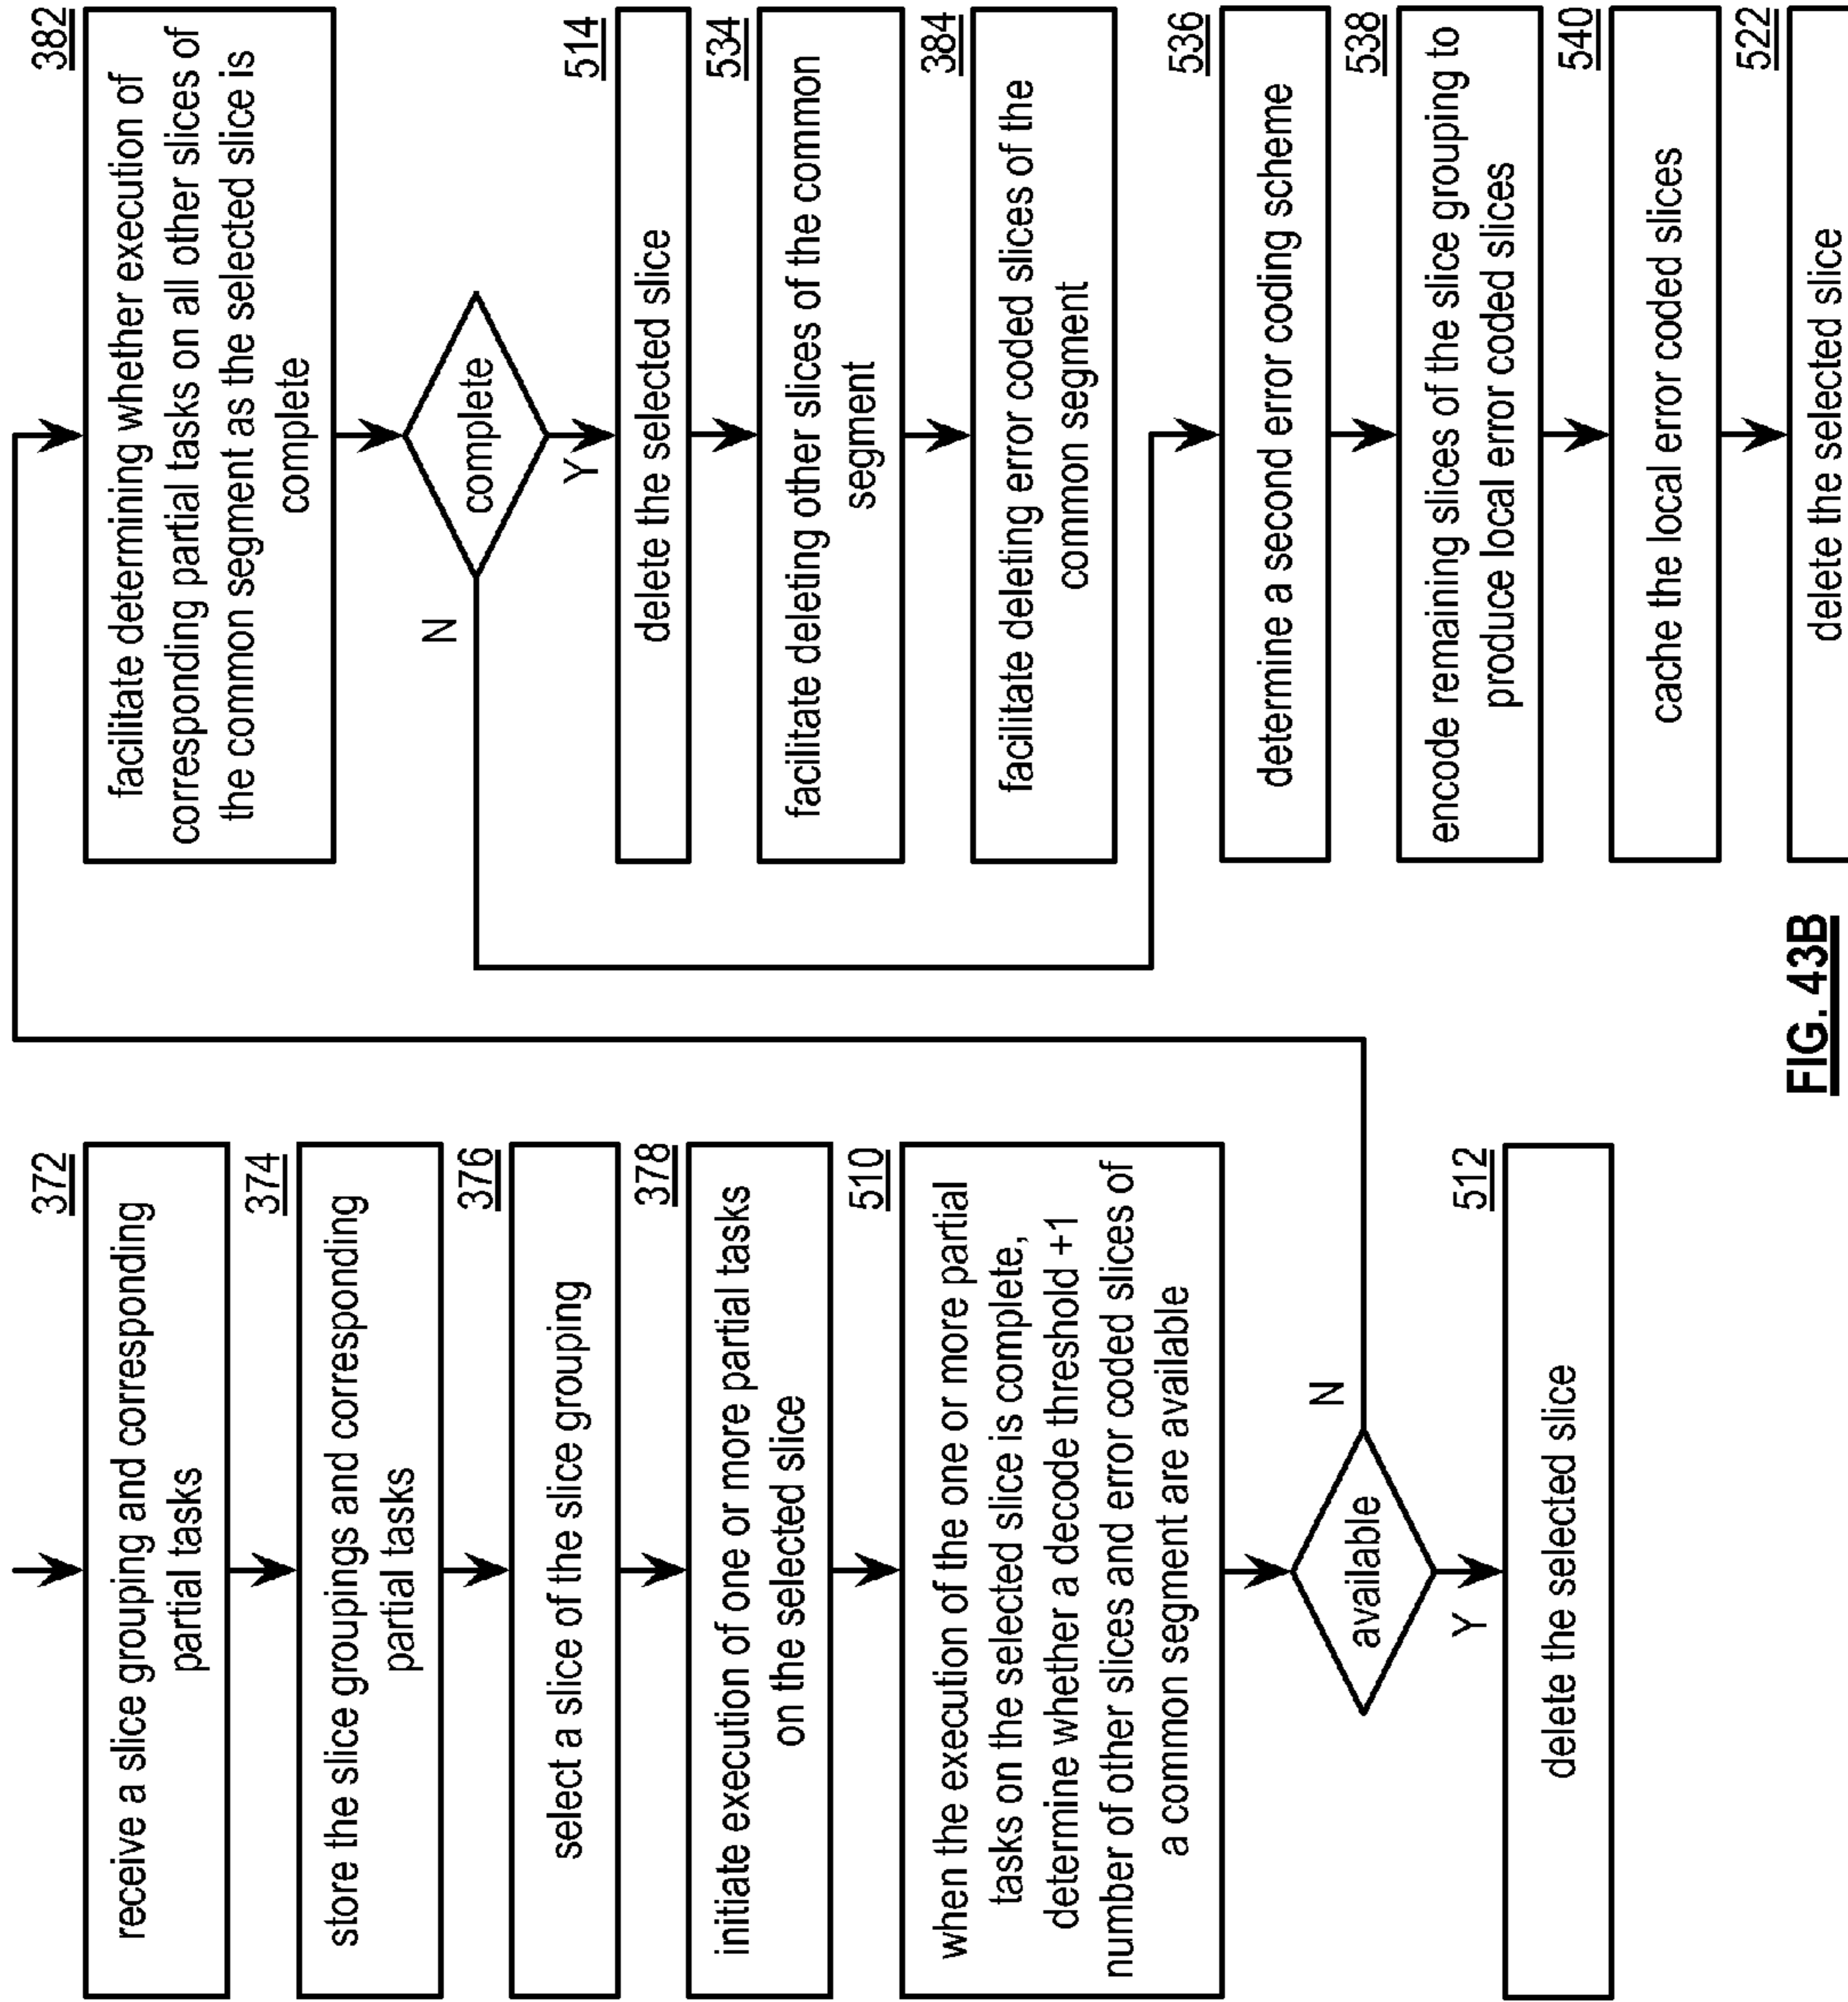 372
receive a slice grouping and corresponding
partial tasks
374
store the slice groupings and corresponding
partial tasks
376
select a slice of the slice grouping
378
initiate execution of one or more partial tasks
on the selected slice
510
when the execution of the one or more partial
tasks on the selected slice is complete,
determine whether a decode threshold +1
number of other slices and error coded slices of
a common segment are available
available
N
Y
512
delete the selected slice
382
facilitate determining whether execution of
corresponding partial tasks on all other slices of
the common segment as the selected slice is
complete
complete
N
Y
514
delete the selected slice
534
facilitate deleting other slices of the common
segment
384
facilitate deleting error coded slices of the
common segment
536
determine a second error coding scheme
538
encode remaining slices of the slice grouping to
produce local error coded slices
540
cache the local error coded slices
522
delete the selected slice
FIG. 43B